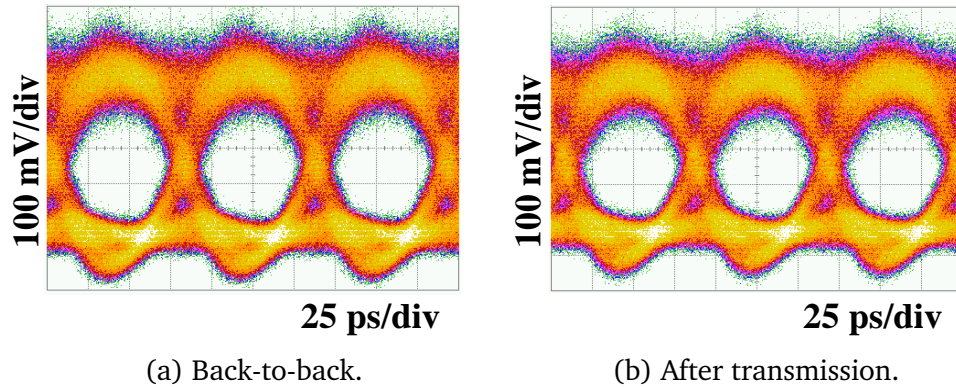 100 mV/div
25 ps/div
(a) Back-to-back.
100 mV/div
25 ps/div
(b) After transmission.